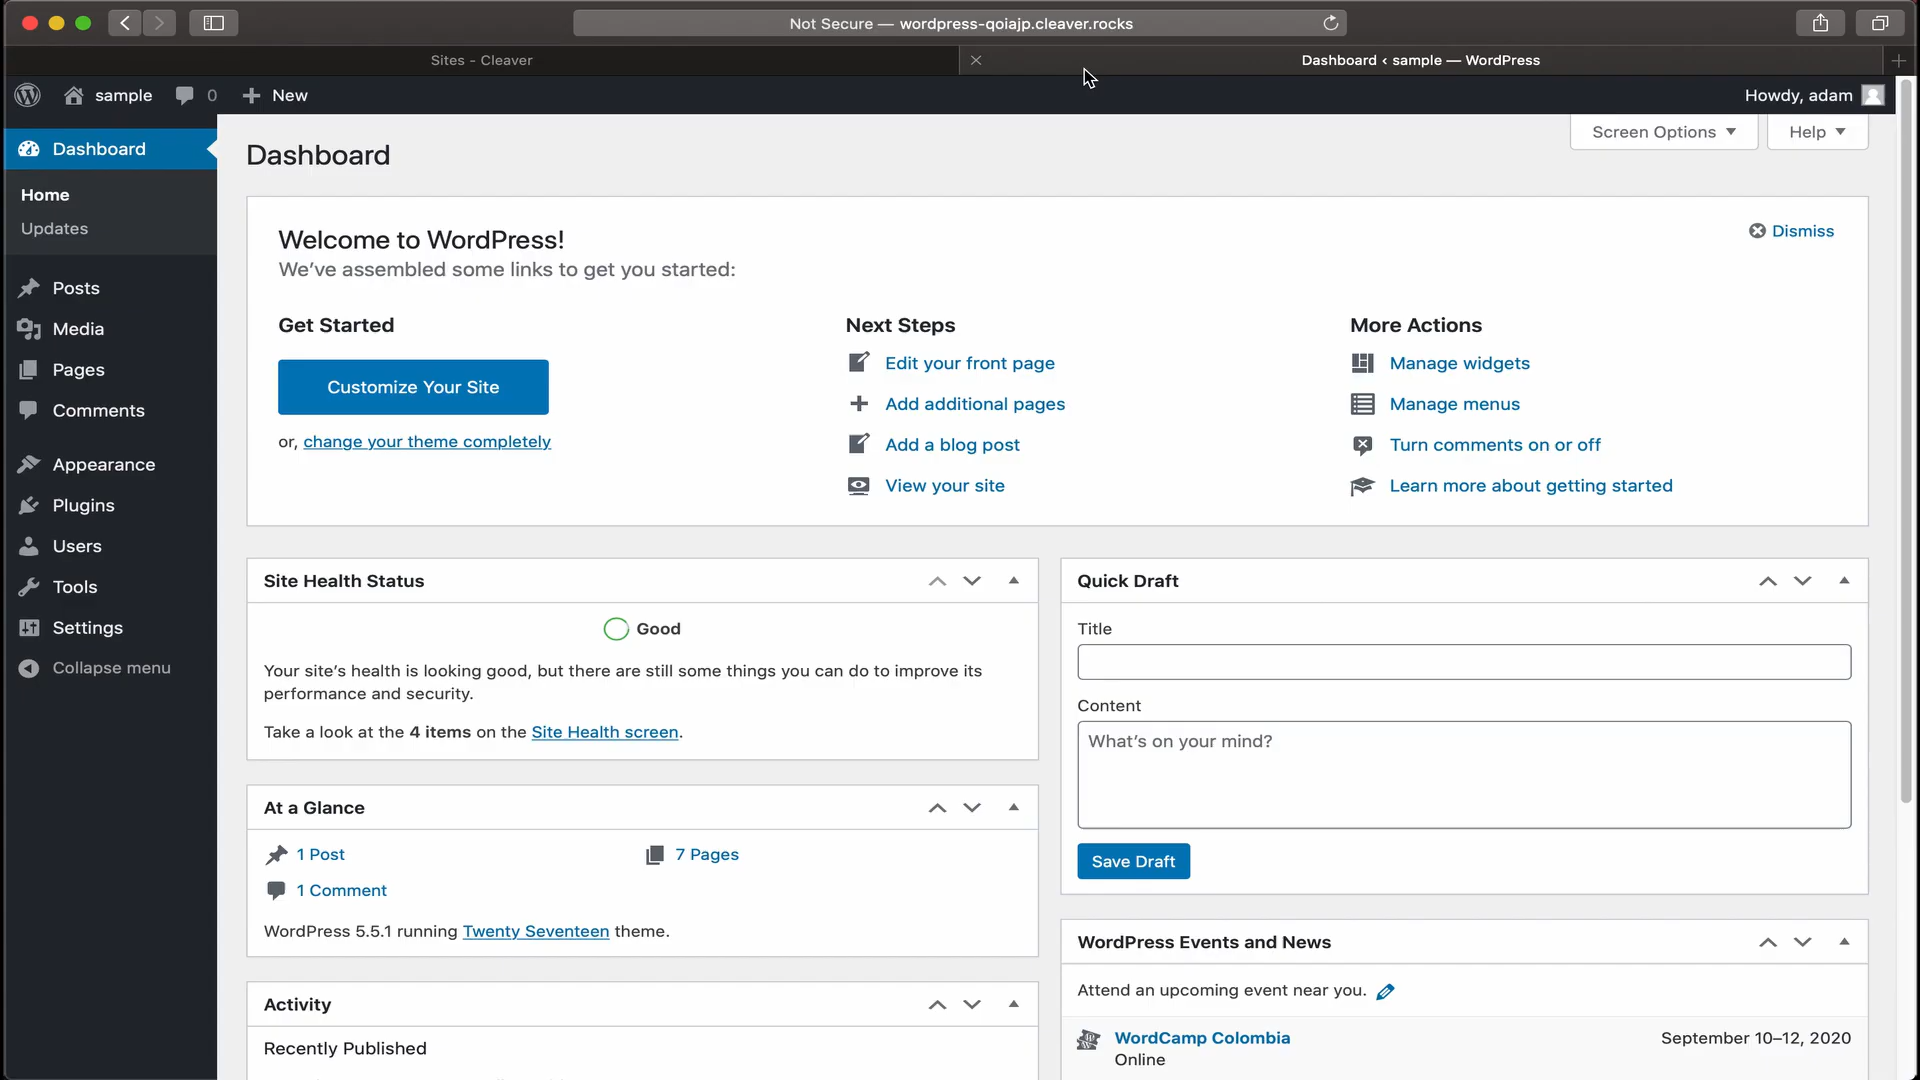 Not Secure — wordpress-qoiajp.cleaver.rocks
Sites - Cleaver
Dashboard ‹ sample — WordPress
sample
0
New
Howdy, adam
Dashboard
Home
Updates
Posts
Media
Pages
Comments
Appearance
Plugins
Users
Tools
Settings
Collapse menu
Dashboard
Screen Options
Help
Welcome to WordPress!
We’ve assembled some links to get you started:
Dismiss
Get Started
Customize Your Site
or, change your theme completely
Next Steps
Edit your front page
Add additional pages
Add a blog post
View your site
More Actions
Manage widgets
Manage menus
Turn comments on or off
Learn more about getting started
Site Health Status
Good
Your site’s health is looking good, but there are still some things you can do to improve its
performance and security.
Take a look at the 4 items on the Site Health screen.
At a Glance
1 Post
7 Pages
1 Comment
WordPress 5.5.1 running Twenty Seventeen theme.
Activity
Recently Published
Quick Draft
Title
Content
What’s on your mind?
Save Draft
WordPress Events and News
Attend an upcoming event near you.
WordCamp Colombia
September 10–12, 2020
Online